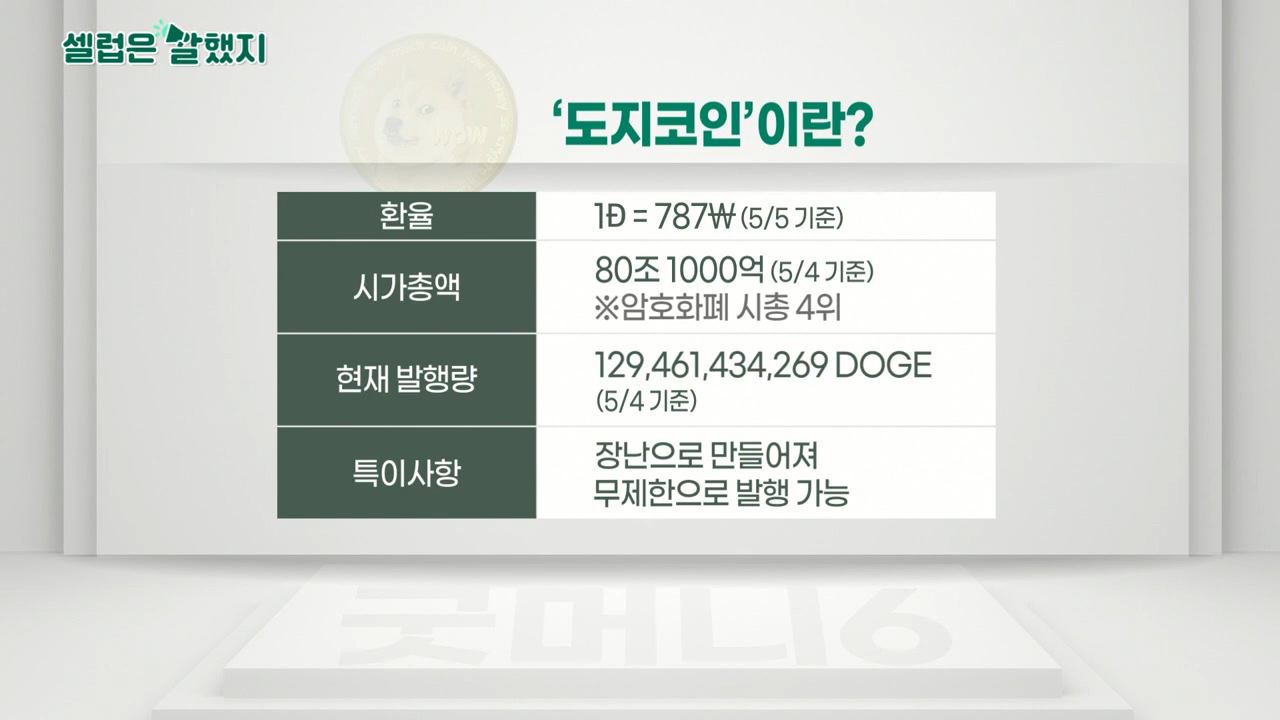 셀럽은 말했지
WOW
‘도지코인’이란?
환율
1Ð = 787₩ (5/5 기준)
시가총액
80조 1000억 (5/4 기준)
※암호화폐 시총 4위
현재 발행량
129,461,434,269 DOGE
(5/4 기준)
특이사항
장난으로 만들어져
무제한으로 발행 가능
굿머니6